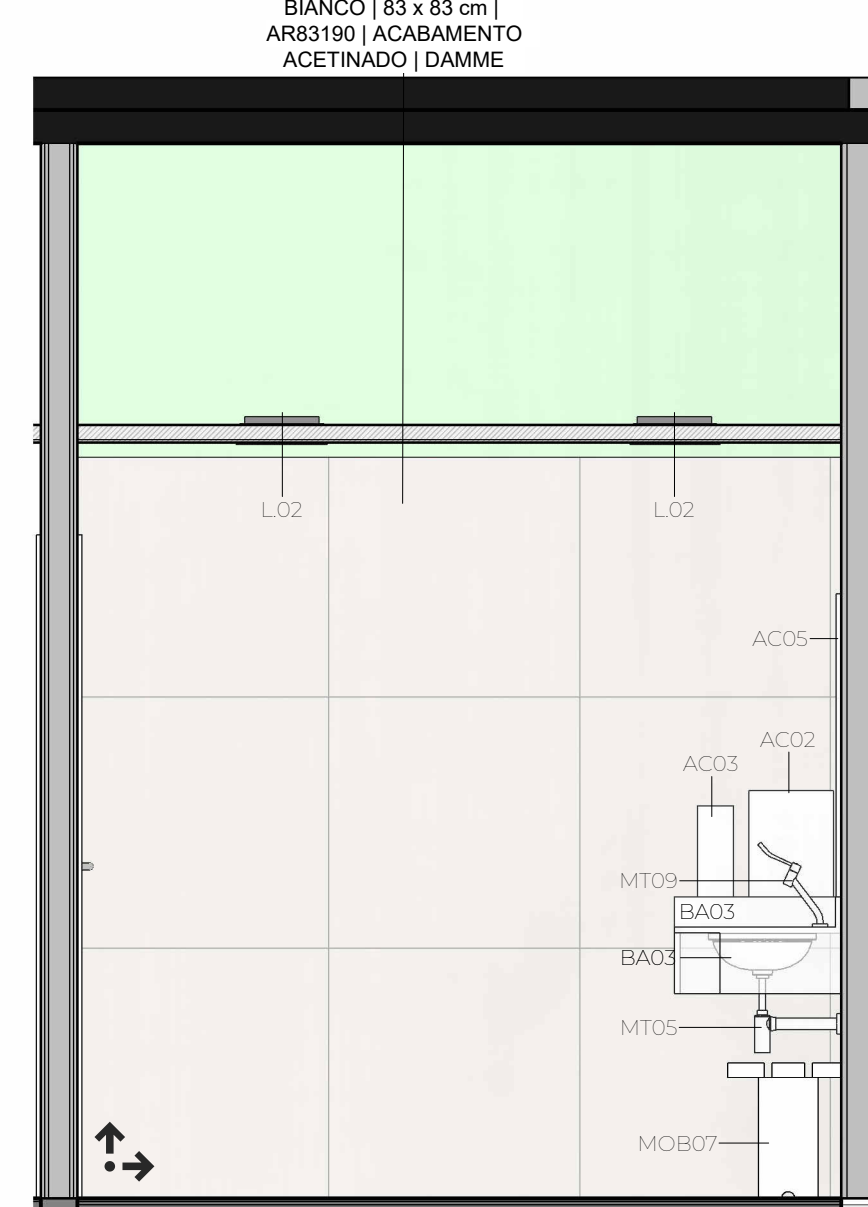 BIANCO | 83 x 83 cm |
AR83190 | ACABAMENTO
ACETINADO | DAMME
L.02
L.02
AC05
AC02
AC03
MT09
BA03
BA03
MT05
MOB07